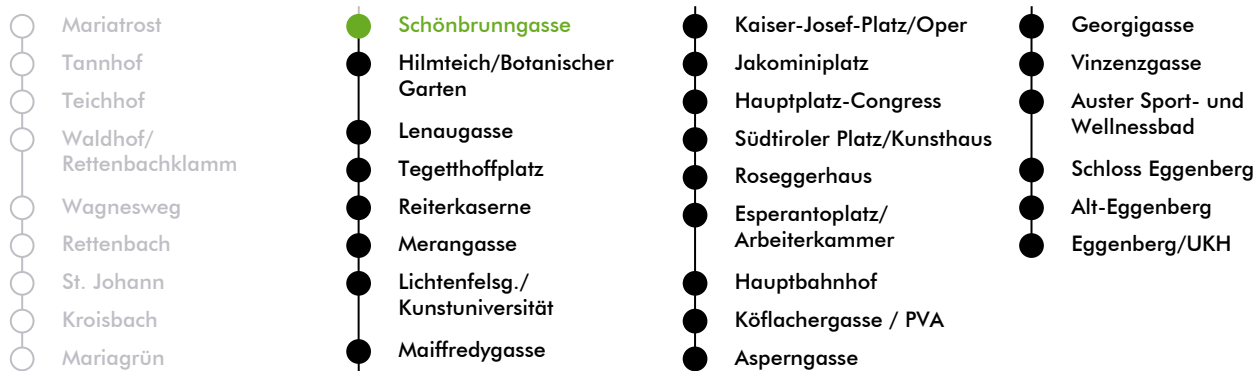 Mariatrost
Tannhof
Teichhof
Waldhof/
Rettenbachklamm
Wagnesweg
Rettenbach
St. Johann
Kroisbach
Mariagrün
Schönbrunngasse
Hilmteich/Botanischer
Garten
Lenaugasse
Tegetthoffplatz
Reiterkaserne
Merangasse
Lichtenfelsg./
Kunstuniversität
Maiffredygasse
Kaiser-Josef-Platz/Oper
Jakominiplatz
Hauptplatz-Congress
Südtiroler Platz/Kunsthaus
Roseggerhaus
Esperantoplatz/
Arbeiterkammer
Hauptbahnhof
Köflachergasse / PVA
Asperngasse
Georgigasse
Vinzenzgasse
Auster Sport- und
Wellnessbad
Schloss Eggenberg
Alt-Eggenberg
Eggenberg/UKH